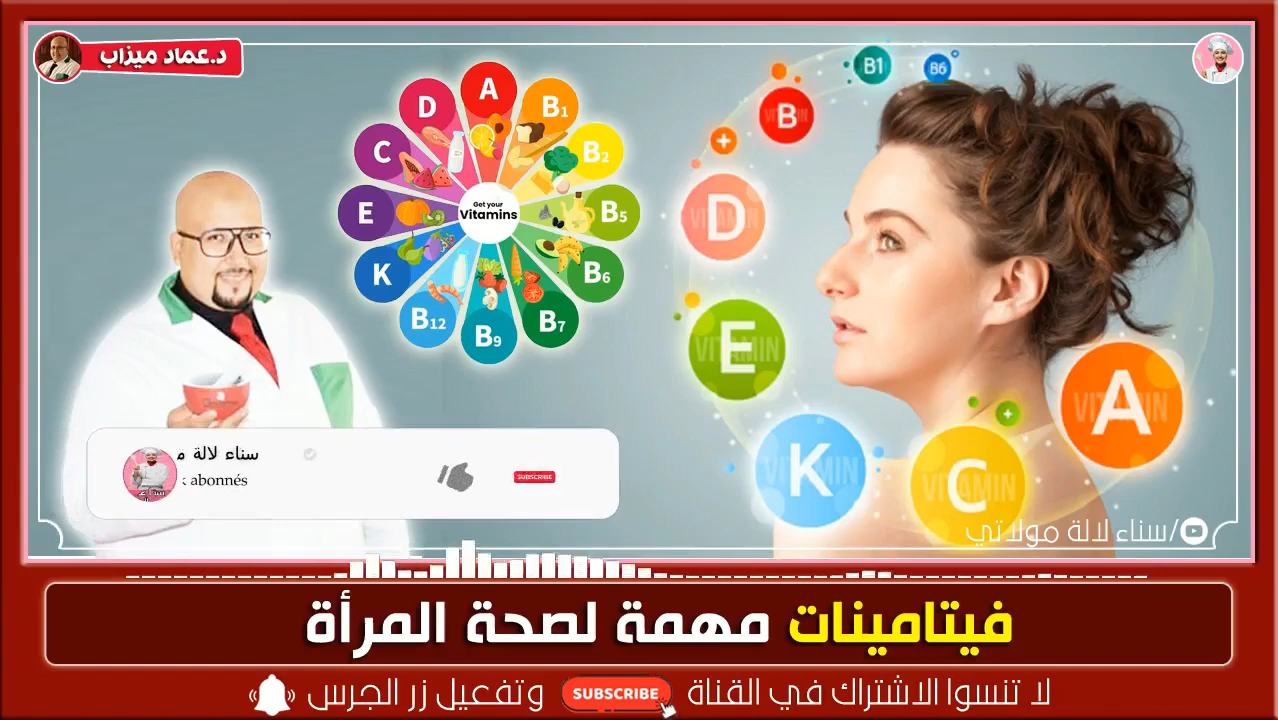 د.عماد ميزاب
A
B1
B2
B5
B6
B7
B9
B12
K
E
C
D
Get your
Vitamins
B1
B6
B
D
E
K
C
A
VITAMIN
سناء لالة م
abonnés
SUBSCRIBE
/سناء لالة مولاتي
فيتامينات مهمة لصحة المرأة
لا تنسوا الاشتراك في القناة SUBSCRIBE وتفعيل زر الجرس